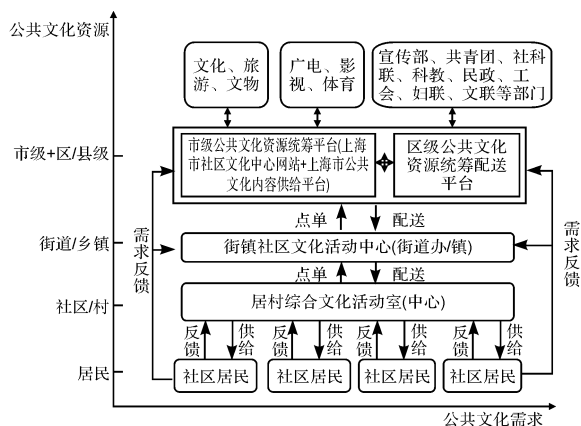 公共文化资源
文化、旅
游、文物
广电、影
视、体育
宣传部、共青团、社科
联、科教、民政、工
会、妇联、文联等部门
市级+区/县级
市级公共文化资源统筹平台(上海
市社区文化中心网站+上海市公共
文化内容供给平台)
区级公共文化
资源统筹配送
平台
点单
配送
街道/乡镇
街镇社区文化活动中心(街道办/镇)
需求反馈
需求反馈
点单
配送
社区/村
居村综合文化活动室(中心)
反馈
供给
反馈
供给
反馈
供给
反馈
供给
居民
社区居民
社区居民
社区居民
社区居民
公共文化需求